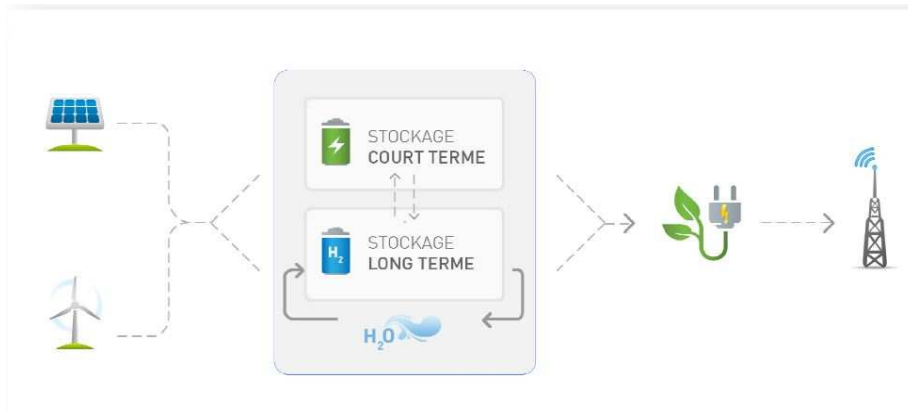 STOCKAGE
COURT TERME
H₂
STOCKAGE
LONG TERME
H₂O